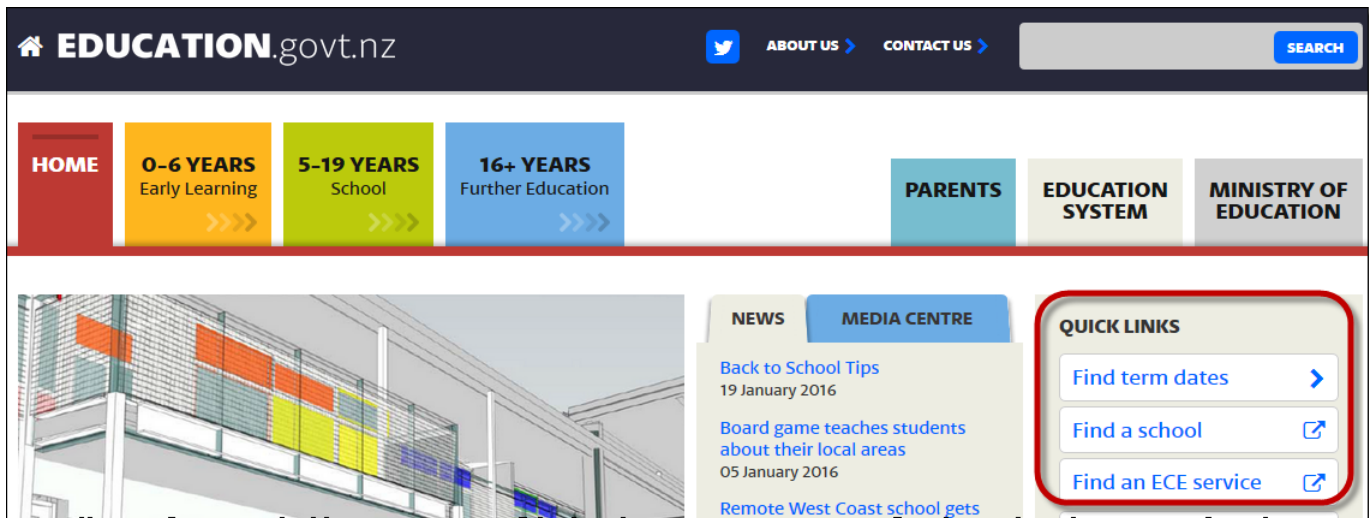 EDUCATION.govt.nz
ABOUT US
CONTACT US
SEARCH
HOME
0-6 YEARS
Early Learning
5-19 YEARS
School
16+ YEARS
Further Education
PARENTS
EDUCATION
SYSTEM
MINISTRY OF
EDUCATION
NEWS
MEDIA CENTRE
Back to School Tips
19 January 2016
Board game teaches students
about their local areas
05 January 2016
Remote West Coast school gets
QUICK LINKS
Find term dates
Find a school
Find an ECE service